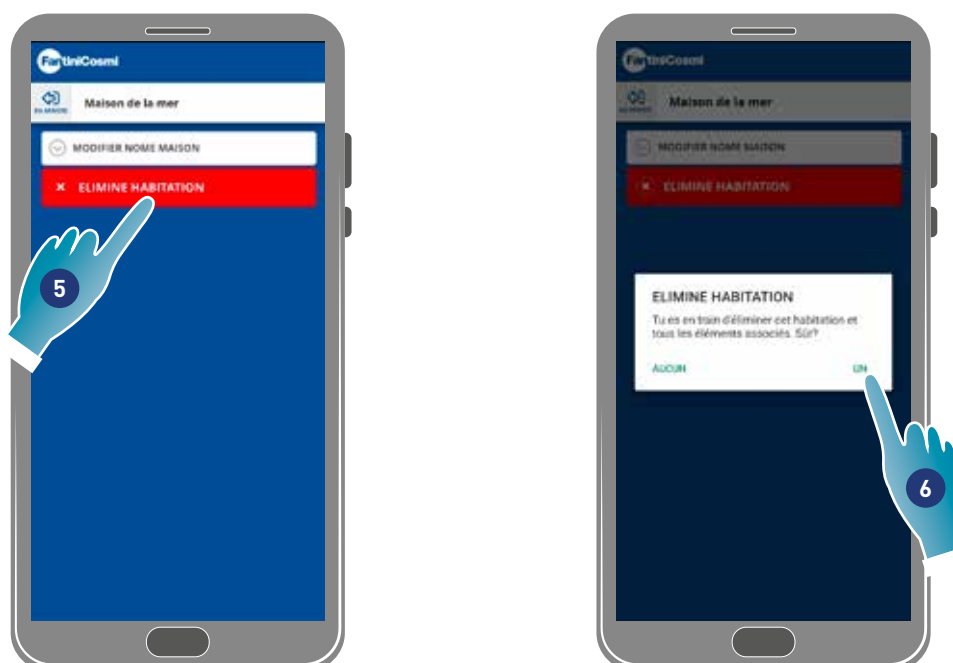 FantiniCosmi
Maison de la mer
MODIFIER NOME MAISON
× ELIMINE HABITATION
5
FantiniCosmi
Maison de la mer
MODIFIER NOME MAISON
× ELIMINE HABITATION
ELIMINE HABITATION
Tu es en train d'éliminer cet habitation et
tous les éléments associés. Sûr?
AUCUN UN
6